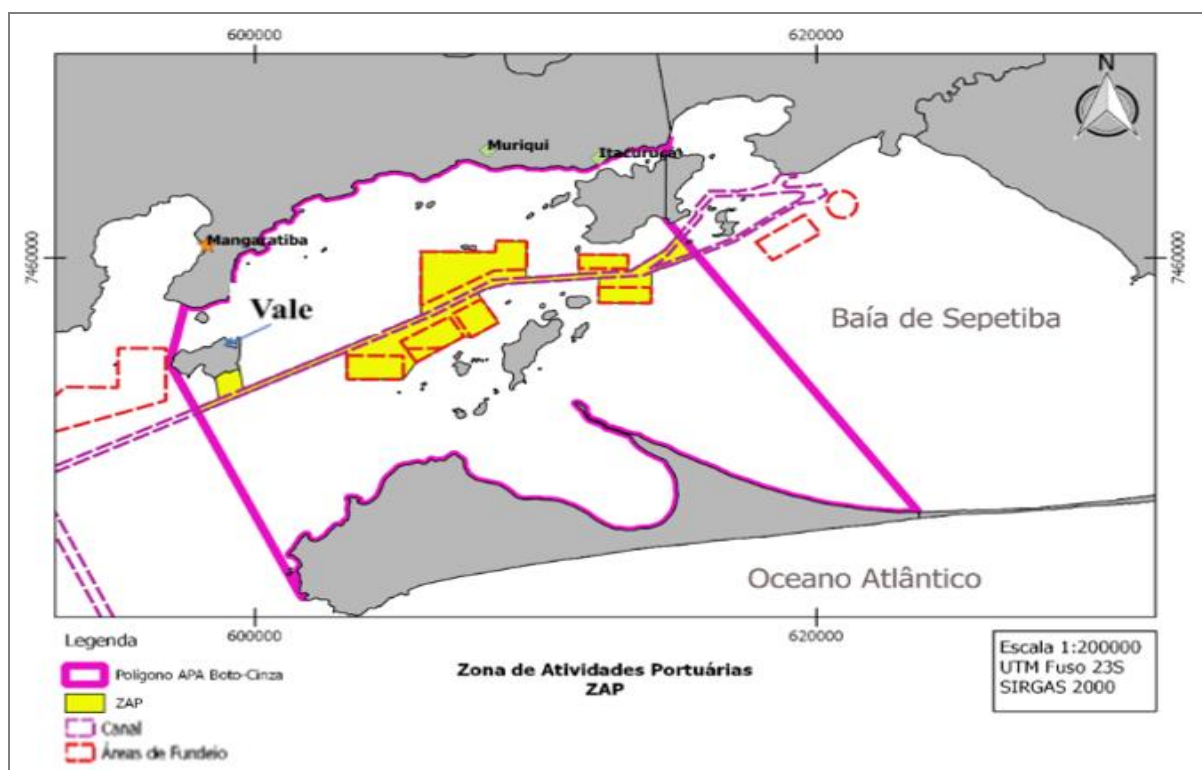 600000
620000
N
Muriqui
Itacuruçá
Mangaratiba
7460000
7460000
Vale
Baía de Sepetiba
Oceano Atlântico
600000
620000
Legenda
Polígono APA Boto-Cinza
ZAP
Canal
Áreas de Fundeio
Zona de Atividades Portuárias
ZAP
Escala 1:200000
UTM Fuso 23S
SIRGAS 2000